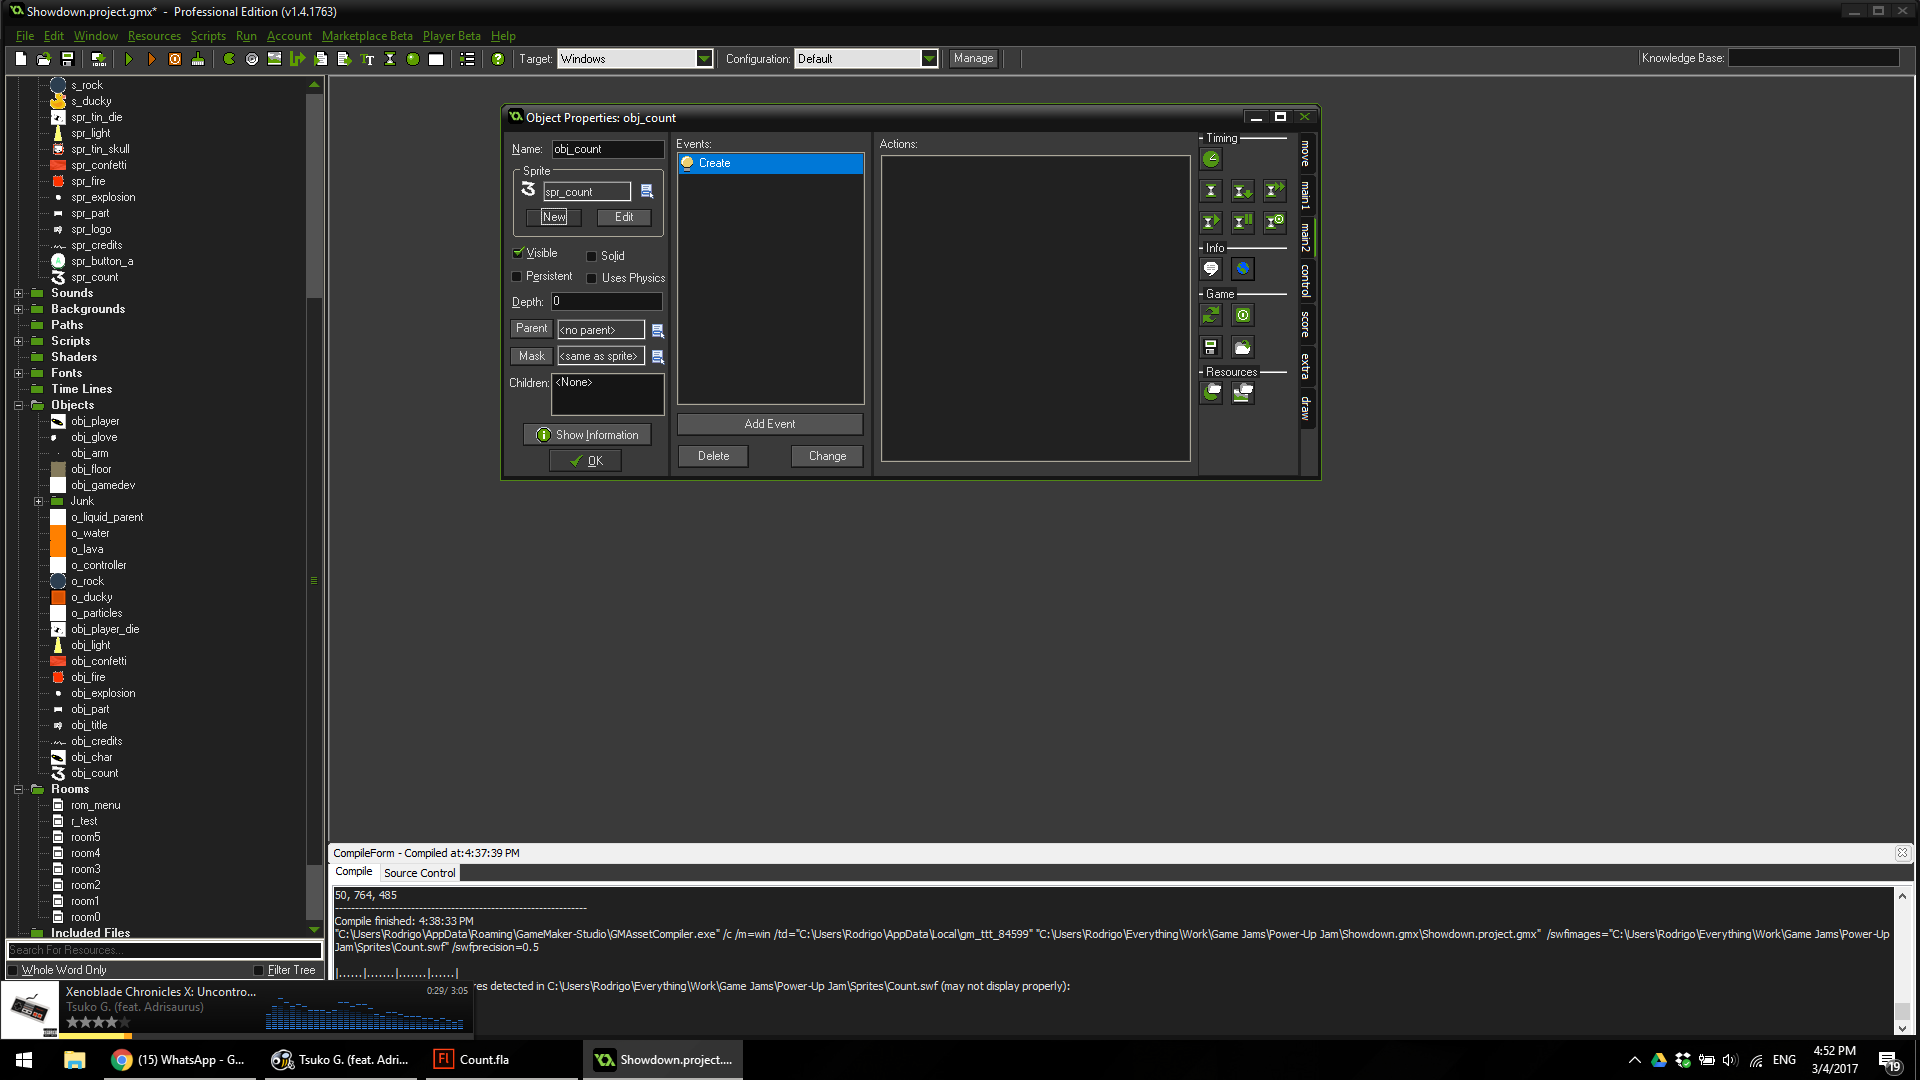 Showdown.project.gmx*  -  Professional Edition (v1.4.1763)
File Edit Window Resources Scripts Run Account Marketplace Beta Player Beta Help
Target: Windows Configuration: Default Manage Knowledge Base:
s_rock
s_ducky
spr_tin_die
spr_light
spr_tin_skull
spr_confetti
spr_fire
spr_explosion
spr_part
spr_logo
spr_credits
spr_button_a
spr_count
Sounds
Backgrounds
Paths
Scripts
Shaders
Fonts
Time Lines
Objects
obj_player
obj_glove
obj_arm
obj_floor
obj_gamedev
Junk
o_liquid_parent
o_water
o_lava
o_controller
o_rock
o_ducky
o_particles
obj_player_die
obj_light
obj_confetti
obj_fire
obj_explosion
obj_part
obj_title
obj_credits
obj_char
obj_count
Rooms
rom_menu
r_test
room5
room4
room3
room2
room1
room0
Included Files
Search For Resources...
Whole Word Only Filter Tree
Object Properties: obj_count
Name: obj_count
Sprite
spr_count
New Edit
Visible Solid
Persistent Uses Physics
Depth: 0
Parent <no parent>
Mask <same as sprite>
Children: <None>
Show Information
OK
Events:
Create
Add Event
Delete Change
Actions:
Timing
Info
Game
Resources
move
main1
main2
control
score
extra
draw
CompileForm - Compiled at:4:37:39 PM
Compile Source Control
50, 764, 485
------------------------------------------------------------
Compile finished: 4:38:33 PM
"C:\Users\Rodrigo\AppData\Roaming\GameMaker-Studio\GMAssetCompiler.exe" /c /m=win /td="C:\Users\Rodrigo\AppData\Local\gm_ttt_84599" "C:\Users\Rodrigo\Everything\Work\Game Jams\Power-Up Jam\Showdown.gmx\Showdown.project.gmx"  /swfimages="C:\Users\Rodrigo\Everything\Work\Game Jams\Power-Up
Jam\Sprites\Count.swf" /swfprecision=0.5
|......|.......|.......|......|
res detected in C:\Users\Rodrigo\Everything\Work\Game Jams\Power-Up Jam\Sprites\Count.swf (may not display properly):
Xenoblade Chronicles X: Uncontro... 0:29/ 3:05
Tsuko G. (feat. Adrisaurus)
(15) WhatsApp - G... Tsuko G. (feat. Adri... Fl Count.fla Showdown.project.... ENG 4:52 PM
3/4/2017 19